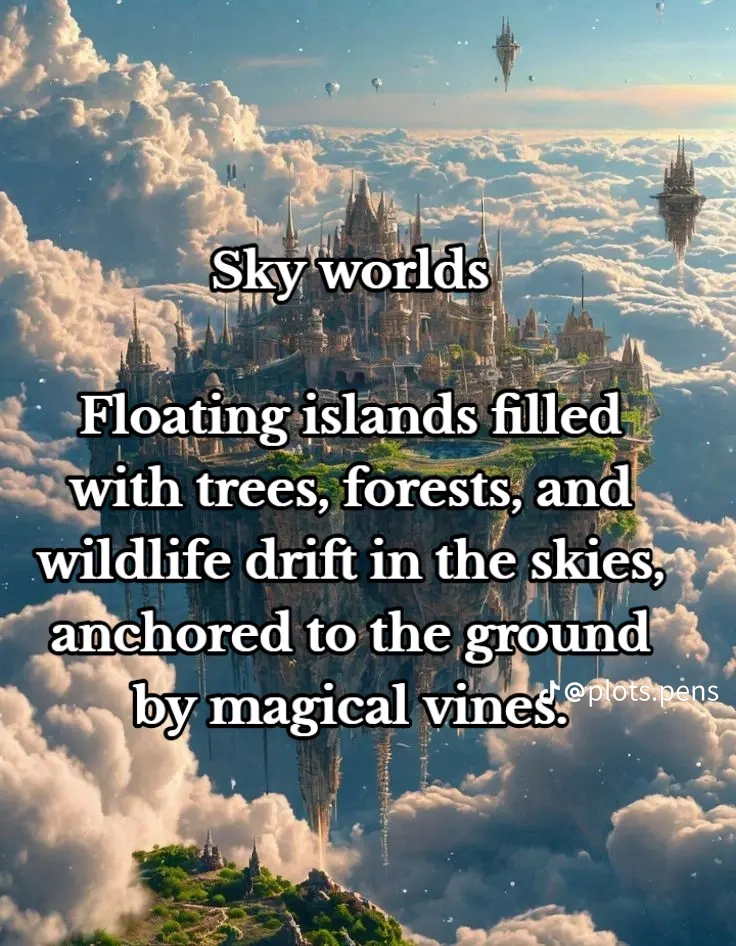 Sky worlds
Floating islands filled
with trees, forests, and
wildlife drift in the skies,
anchored to the ground
by magical vines.
@plots.pens